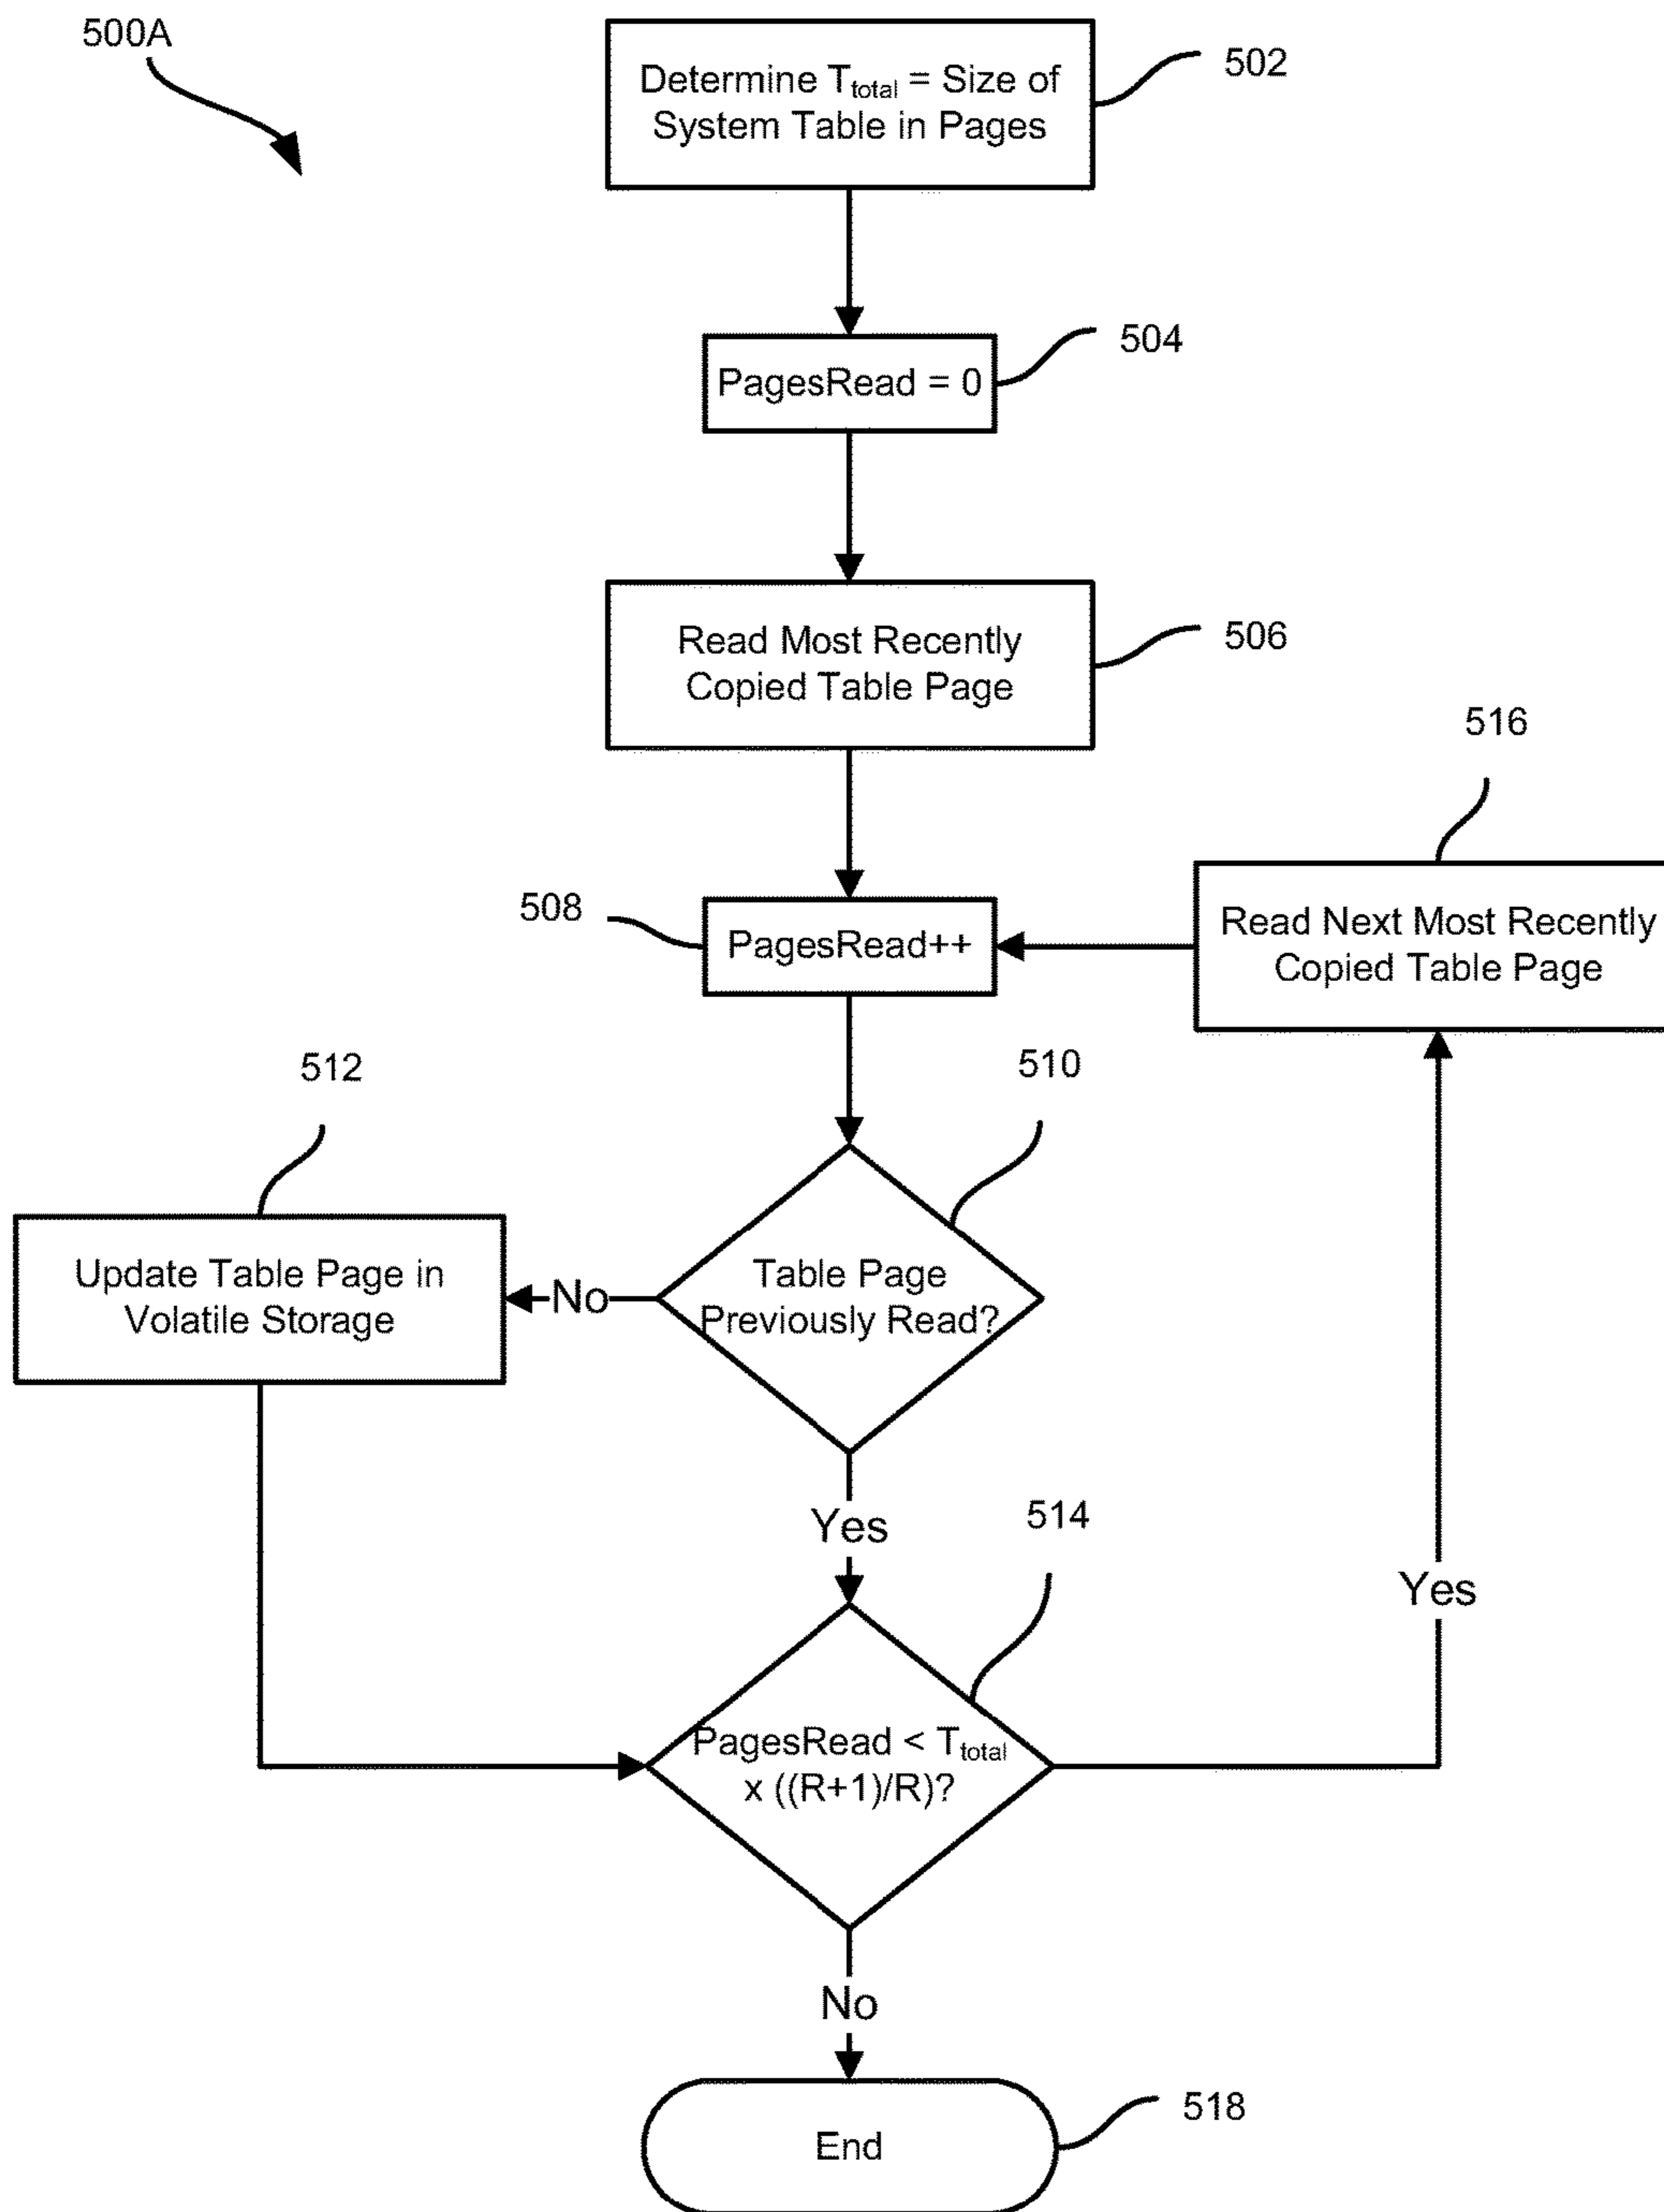 500A
Determine Ttotal = Size of
System Table in Pages
502
PagesRead = 0
504
Read Most Recently
Copied Table Page
506
516
508
PagesRead++
Read Next Most Recently
Copied Table Page
512
510
Update Table Page in
Volatile Storage
No
Table Page
Previously Read?
Yes
514
Yes
PagesRead < Ttotal
x ((R+1)/R)?
No
End
518